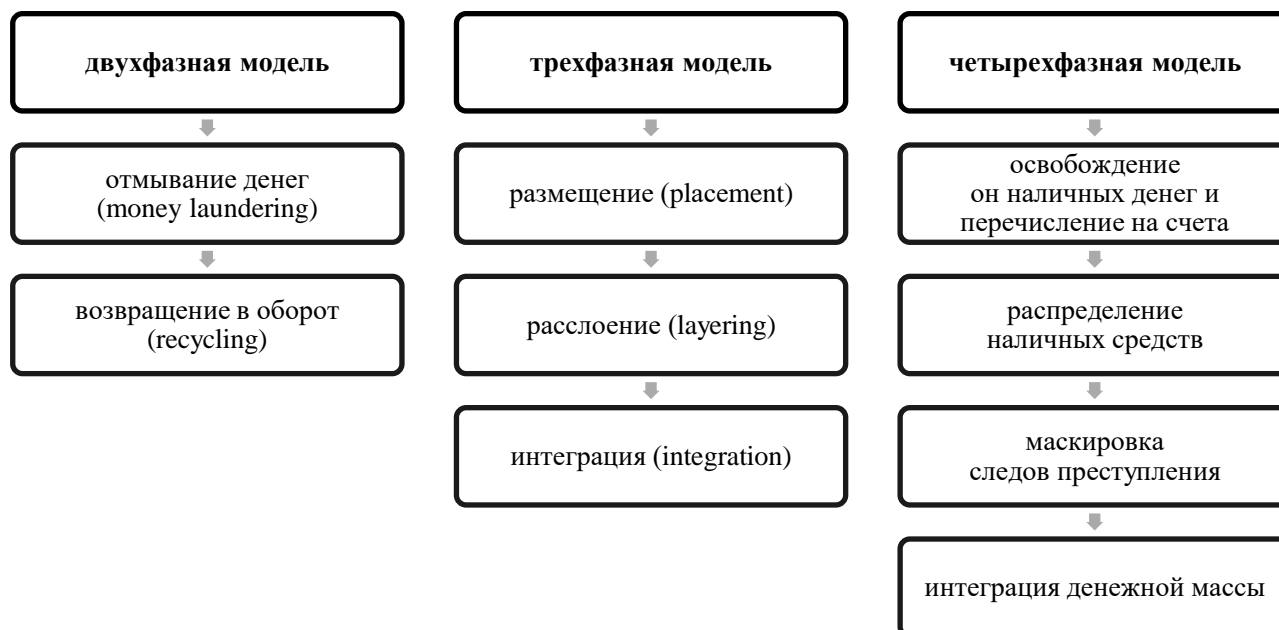 двухфазная модель
отмывание денег
(money laundering)
возвращение в оборот
(recycling)
трехфазная модель
размещение (placement)
расслоение (layering)
интеграция (integration)
четырехфазная модель
освобождение
он наличных денег и
перечисление на счета
распределение
наличных средств
маскировка
следов преступления
интеграция денежной массы